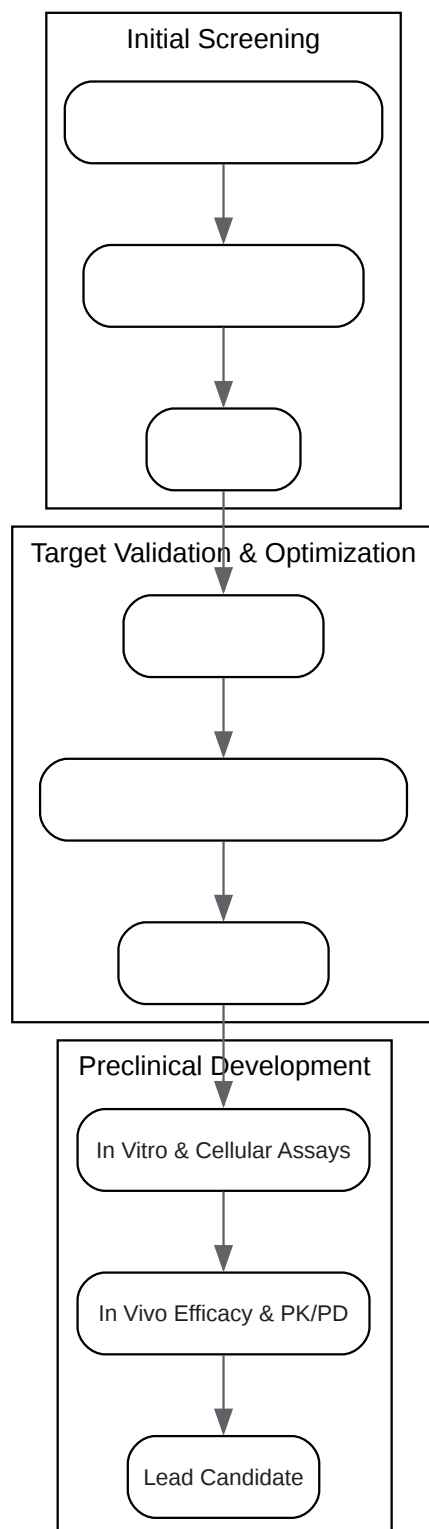 Initial Screening
Target Validation & Optimization
Preclinical Development
In Vitro & Cellular Assays
In Vivo Efficacy & PK/PD
Lead Candidate